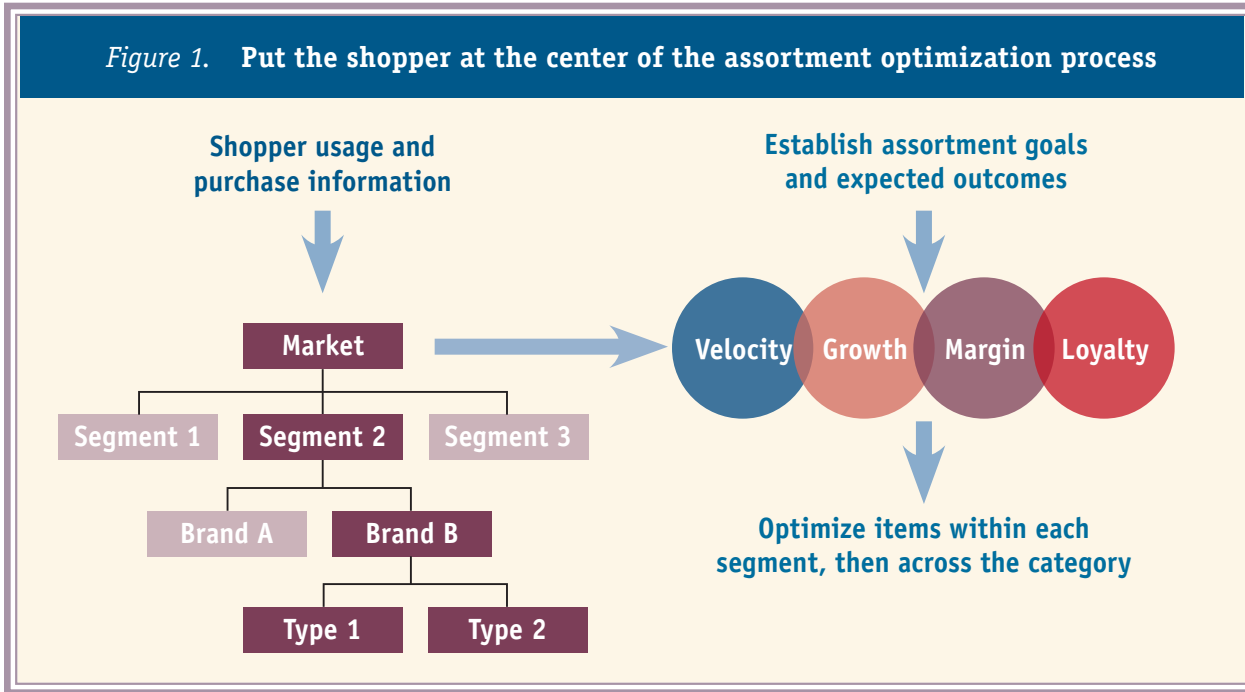 Figure 1. Put the shopper at the center of the assortment optimization process
Shopper usage and
purchase information
Market
Segment 1
Segment 2
Segment 3
Brand A
Brand B
Type 1
Type 2
Establish assortment goals
and expected outcomes
Velocity
Growth
Margin
Loyalty
Optimize items within each
segment, then across the category